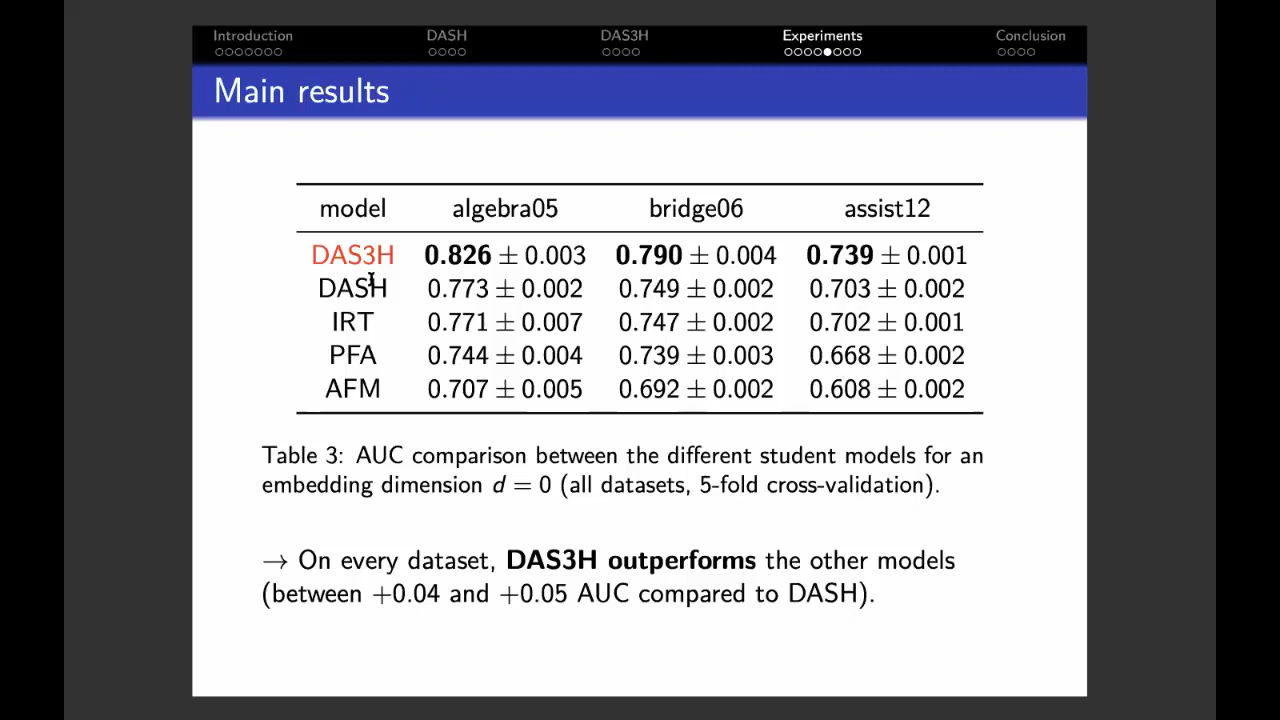 Introduction DASH DAS3H Experiments Conclusion
Main results
model algebra05 bridge06 assist12
DAS3H 0.826 ± 0.003 0.790 ± 0.004 0.739 ± 0.001
DASH 0.773 ± 0.002 0.749 ± 0.002 0.703 ± 0.002
IRT 0.771 ± 0.007 0.747 ± 0.002 0.702 ± 0.001
PFA 0.744 ± 0.004 0.739 ± 0.003 0.668 ± 0.002
AFM 0.707 ± 0.005 0.692 ± 0.002 0.608 ± 0.002
Table 3: AUC comparison between the different student models for an
embedding dimension d = 0 (all datasets, 5-fold cross-validation).
→ On every dataset, DAS3H outperforms the other models
(between +0.04 and +0.05 AUC compared to DASH).